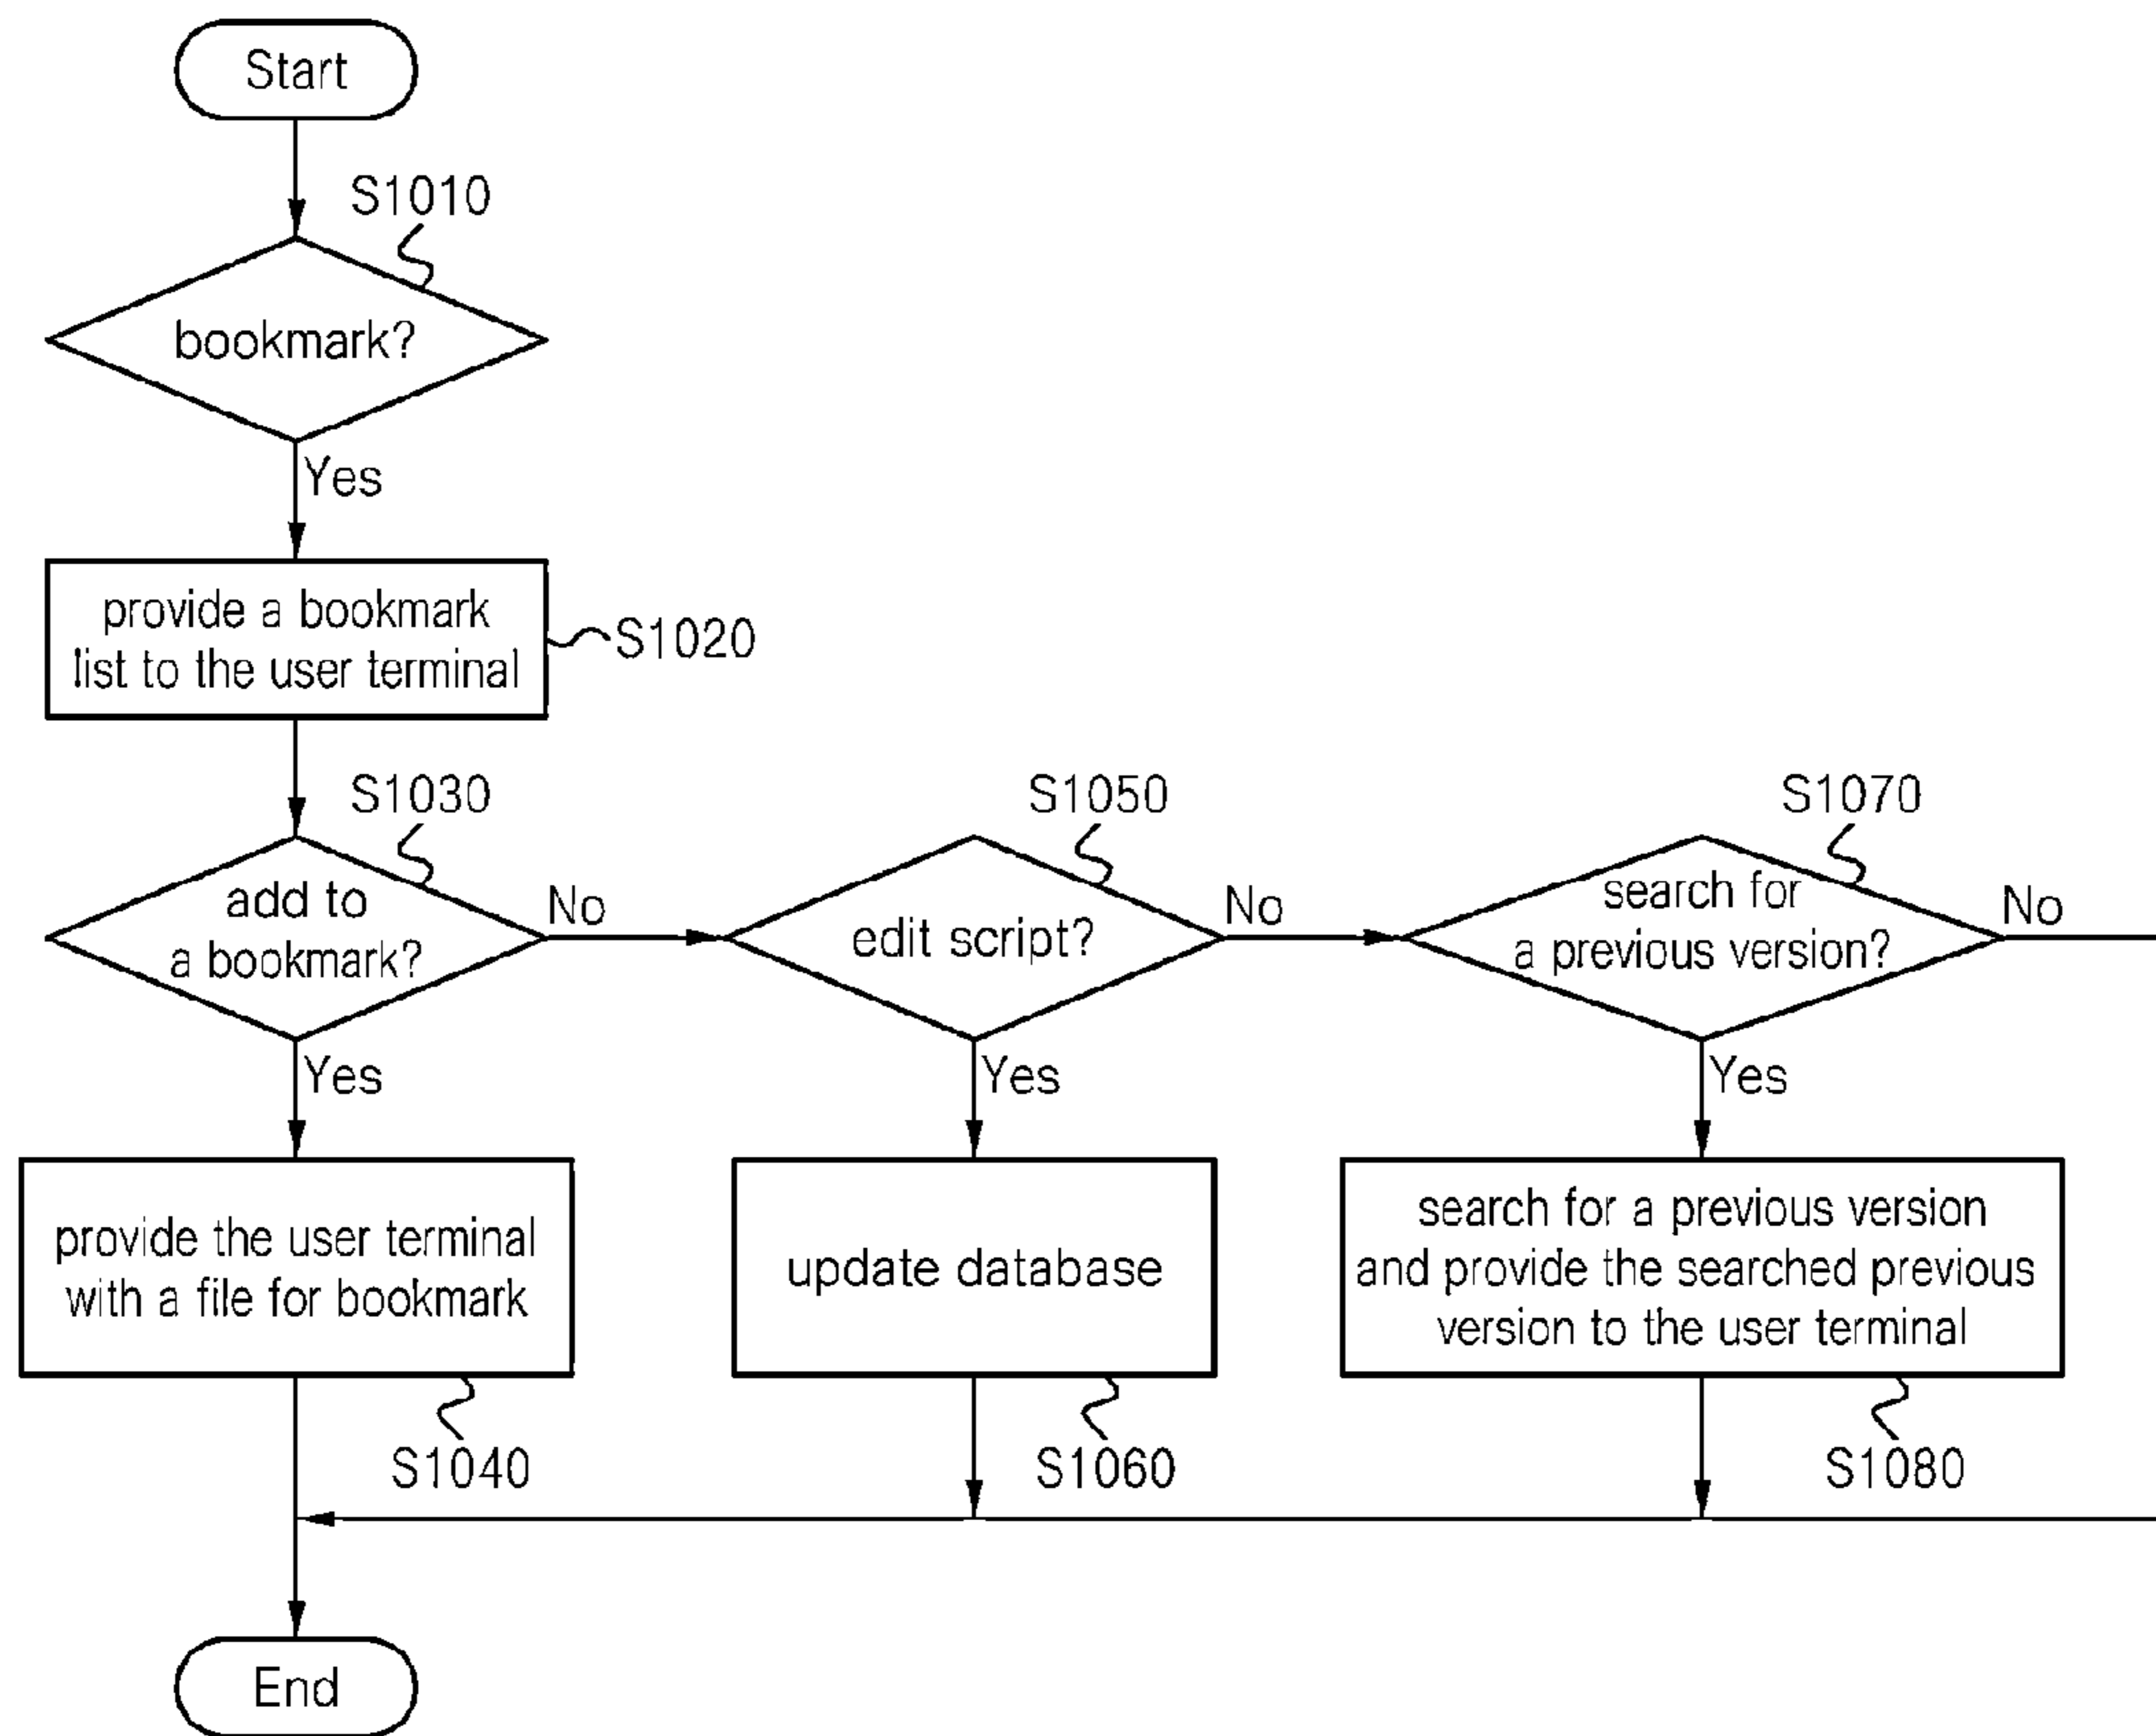 Start
S1010
bookmark?
Yes
provide a bookmark
list to the user terminal
S1020
S1030
add to
a bookmark?
No
S1050
edit script?
No
S1070
search for
a previous version?
No
Yes
Yes
Yes
provide the user terminal
with a file for bookmark
update database
search for a previous version
and provide the searched previous
version to the user terminal
S1040
S1060
S1080
End